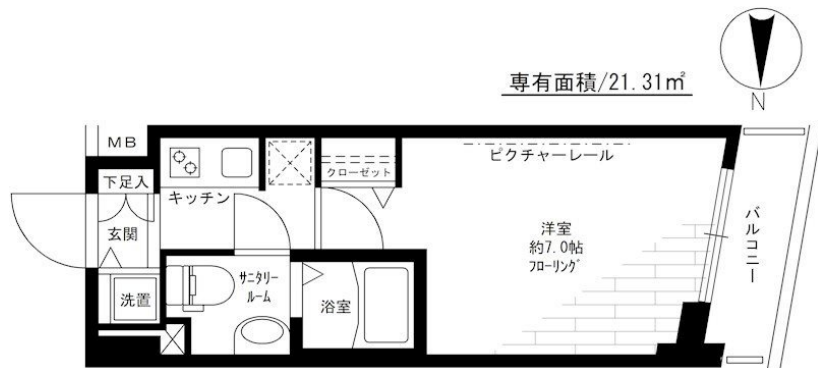 専有面積/21.31㎡
N
MB
下足入
キッチン
クローゼット
ピクチャーレール
玄関
洋室
約7.0帖
フローリング
バルコニー
洗置
サニタリー
ルーム
浴室